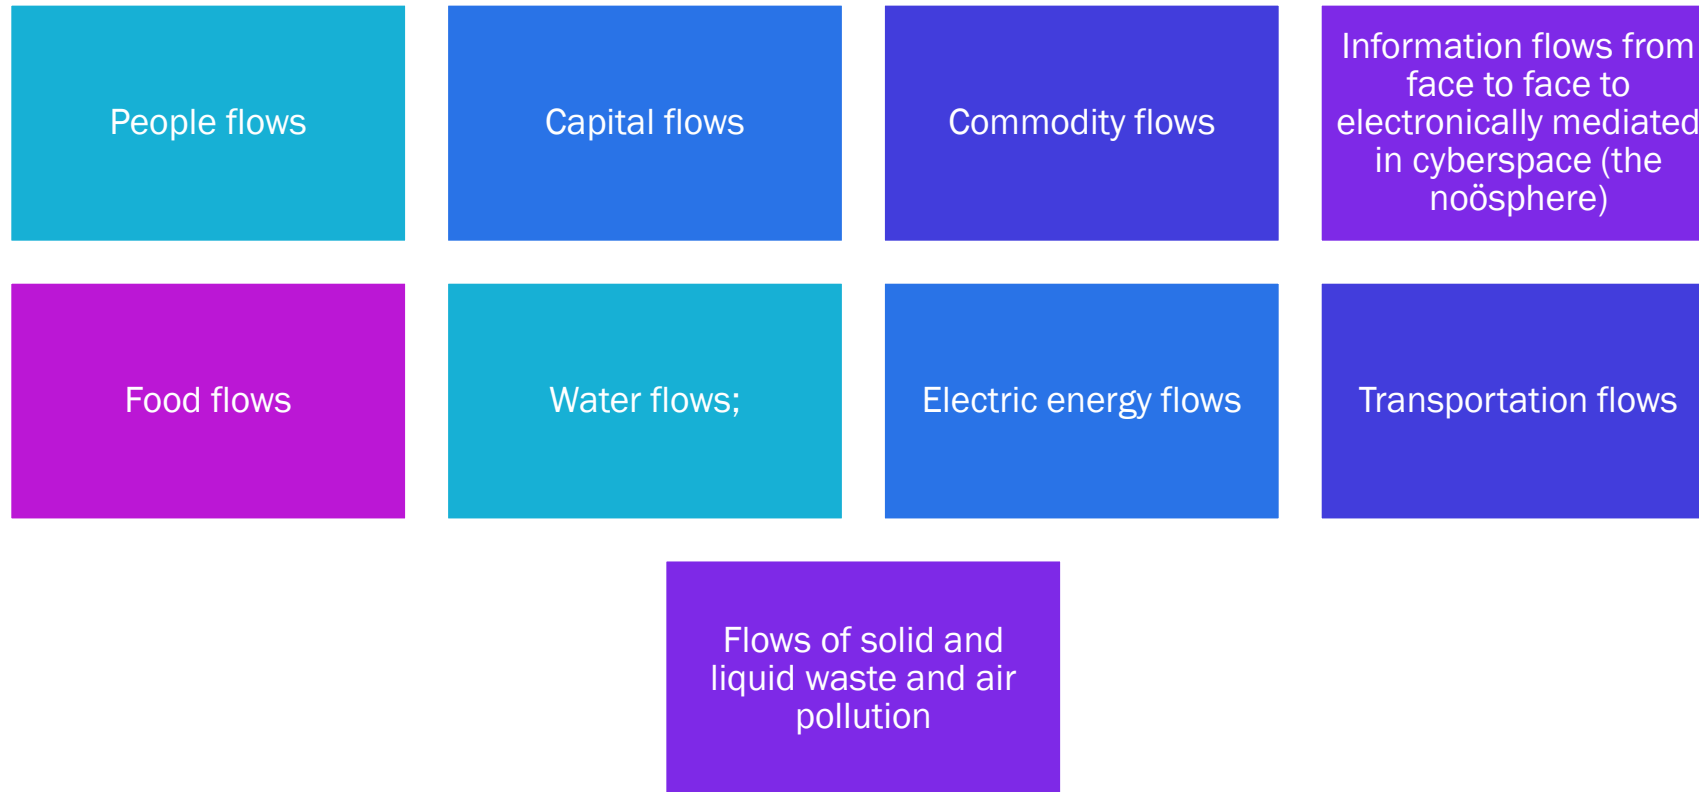 People flows
Capital flows
Commodity flows
Information flows from
face to face to
electronically mediated
in cyberspace (the
noösphere)
Food flows
Water flows;
Electric energy flows
Transportation flows
Flows of solid and
liquid waste and air
pollution